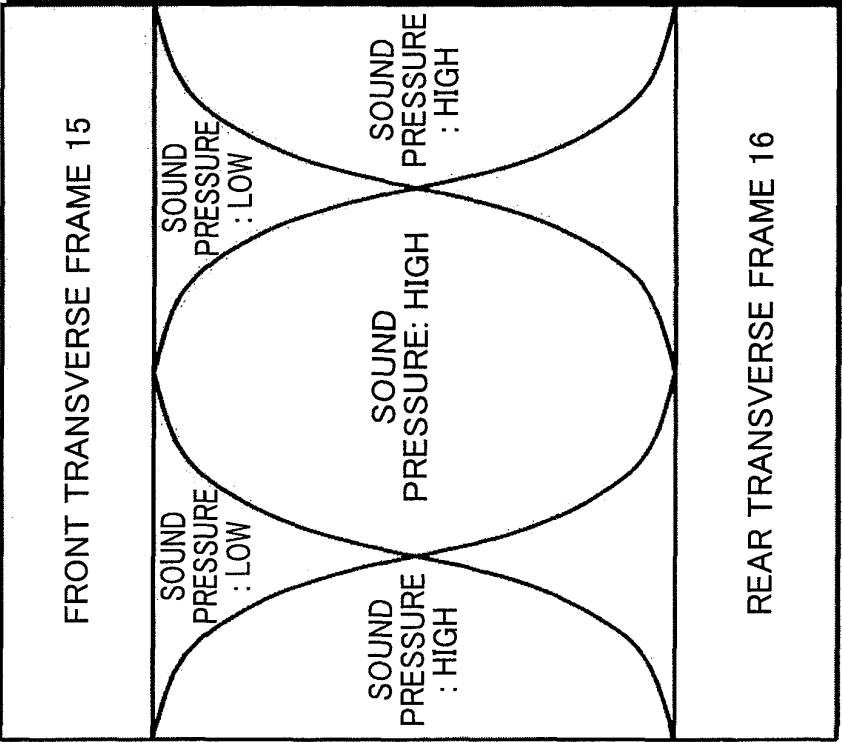 FRONT TRANSVERSE FRAME 15
SOUND
PRESSURE
: LOW
SOUND
PRESSURE
: LOW
SOUND
PRESSURE
: HIGH
SOUND
PRESSURE: HIGH
SOUND
PRESSURE
: HIGH
REAR TRANSVERSE FRAME 16